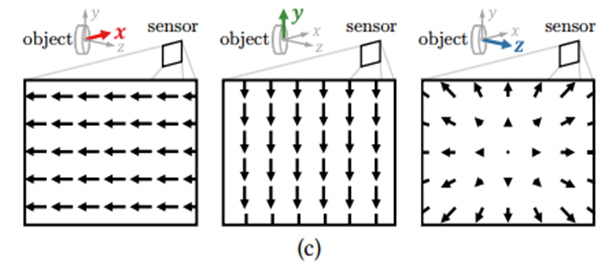 y
object x
z
sensor
y
object x
z
sensor
y
object x
z
sensor
(c)